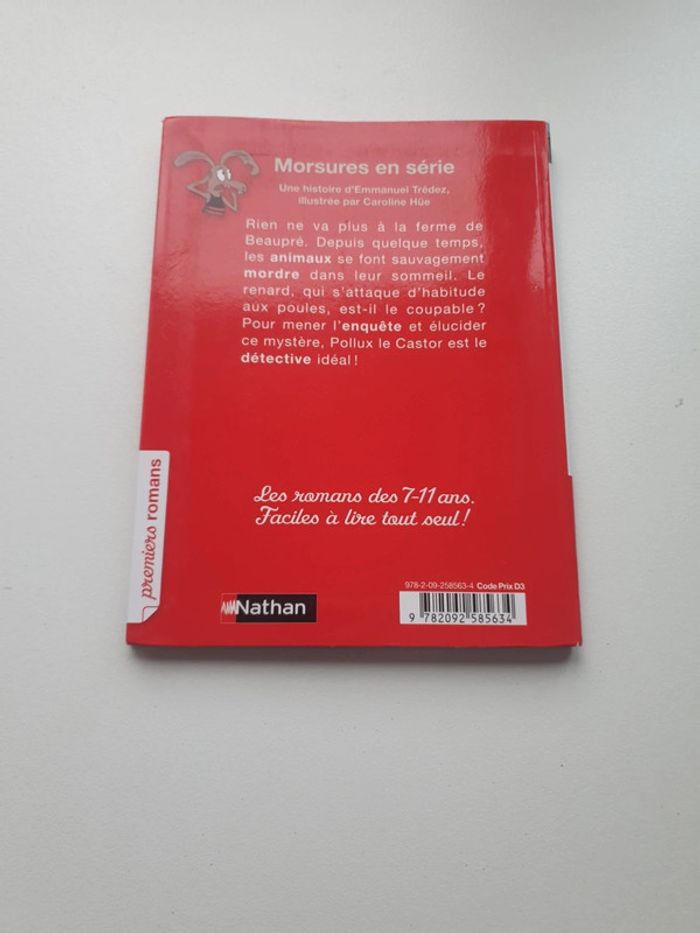 Morsures en série
Une histoire d'Emmanuel Trédez,
illustrée par Caroline Hüe
Rien ne va plus à la ferme de
Beaupré. Depuis quelque temps,
les animaux se font sauvagement
mordre dans leur sommeil. Le
renard, qui s'attaque d'habitude
aux poules, est-il le coupable ?
Pour mener l'enquête et élucider
ce mystère, Pollux le Castor est le
détective idéal !
premiers romans
Les romans des 7-11 ans.
Faciles à lire tout seul !
Nathan
978-2-09-258563-4 Code Prix D3
9 782092 585634